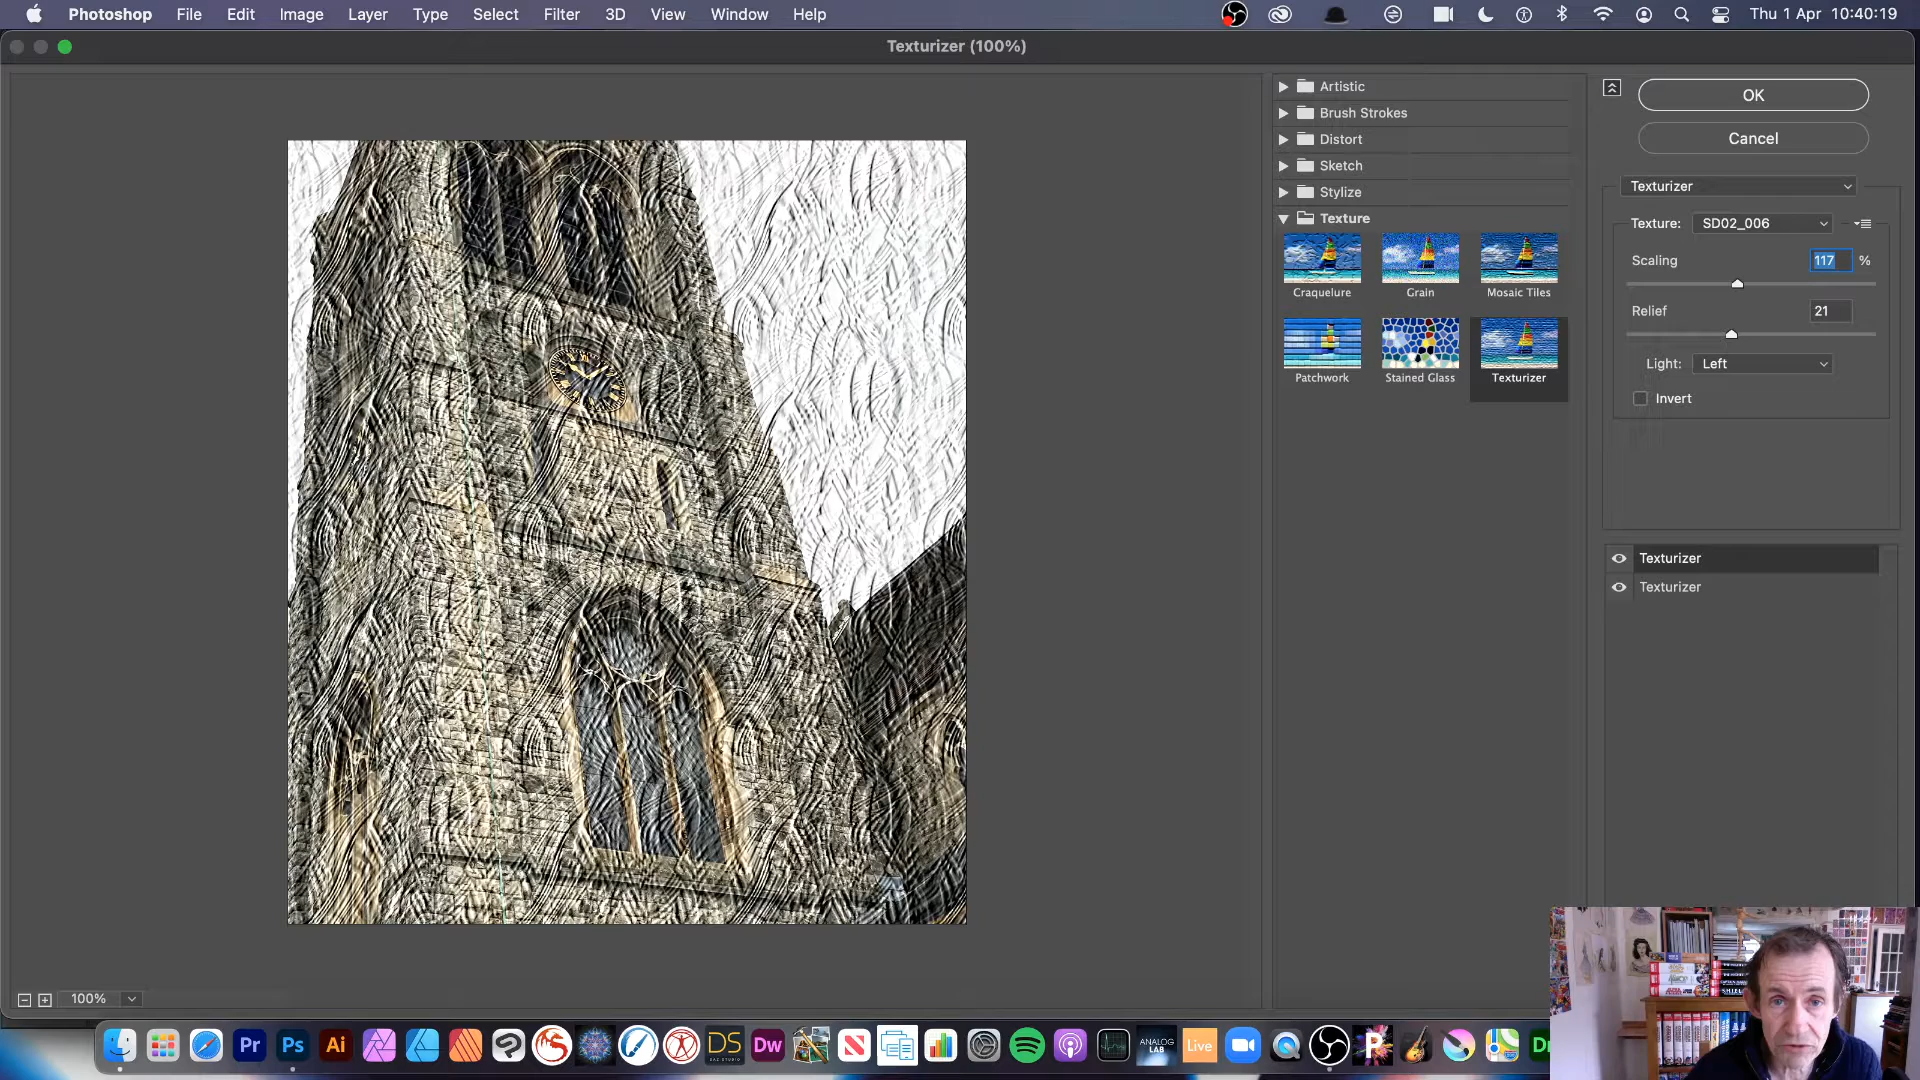 Photoshop File Edit Image Layer Type Select Filter 3D View Window Help Thu 1 Apr 10:40:19
Texturizer (100%)
Artistic
Brush Strokes
Distort
Sketch
Stylize
Texture
Craquelure Grain Mosaic Tiles
Patchwork Stained Glass Texturizer
OK
Cancel
Texturizer
Texture: SD02_006
Scaling 117 %
Relief 21
Light: Left
Invert
Texturizer
Texturizer
100%
Pr Ps Ai DS Dw ANALOG LAB Live P